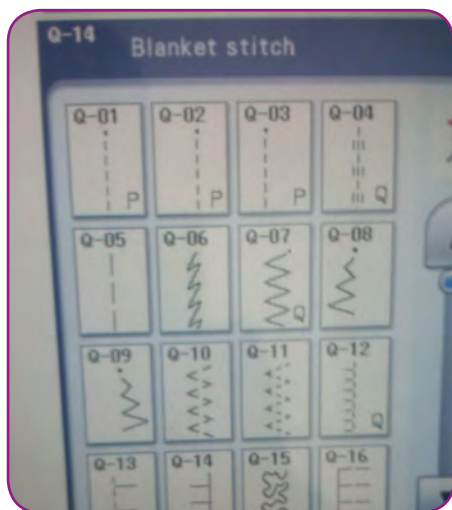 Q-14 Blanket stitch
Q-01 Q-02 Q-03 Q-04
P P P Q
Q-05 Q-06 Q-07 Q-08
Q
Q-09 Q-10 Q-11 Q-12
Q
Q-13 Q-14 Q-15 Q-16